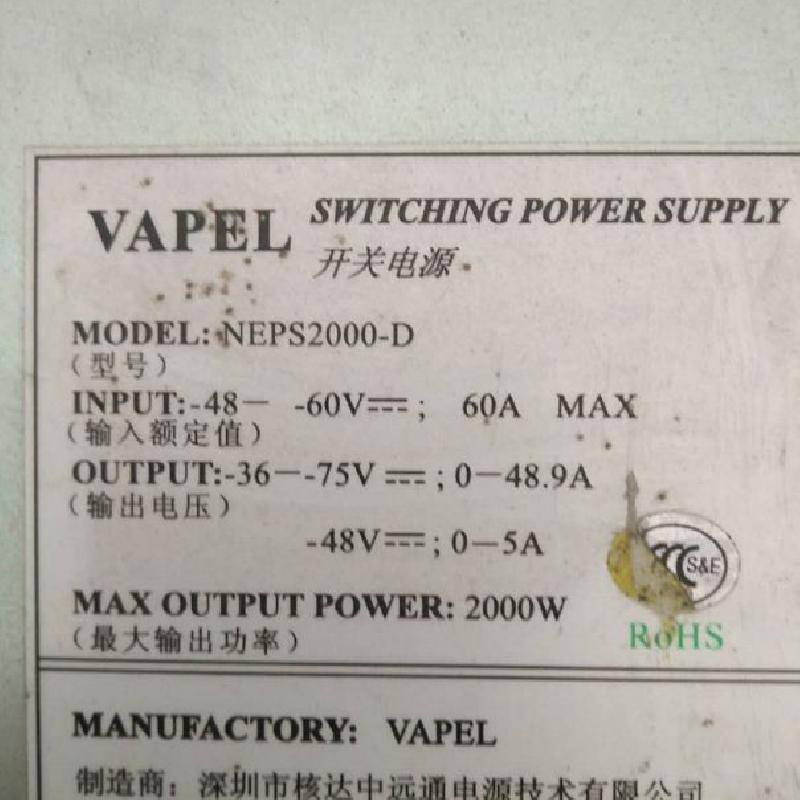 VAPEL SWITCHING POWER SUPPLY
开关电源
MODEL: NEPS2000-D
(型号)
INPUT:-48— -60V⎓; 60A MAX
(输入额定值)
OUTPUT:-36—-75V ⎓; 0—48.9A
(输出电压)
-48V⎓; 0—5A
CCC S&E
MAX OUTPUT POWER: 2000W
(最大输出功率)
RoHS
MANUFACTORY: VAPEL
制造商: 深圳市核达中远通电源技术有限公司